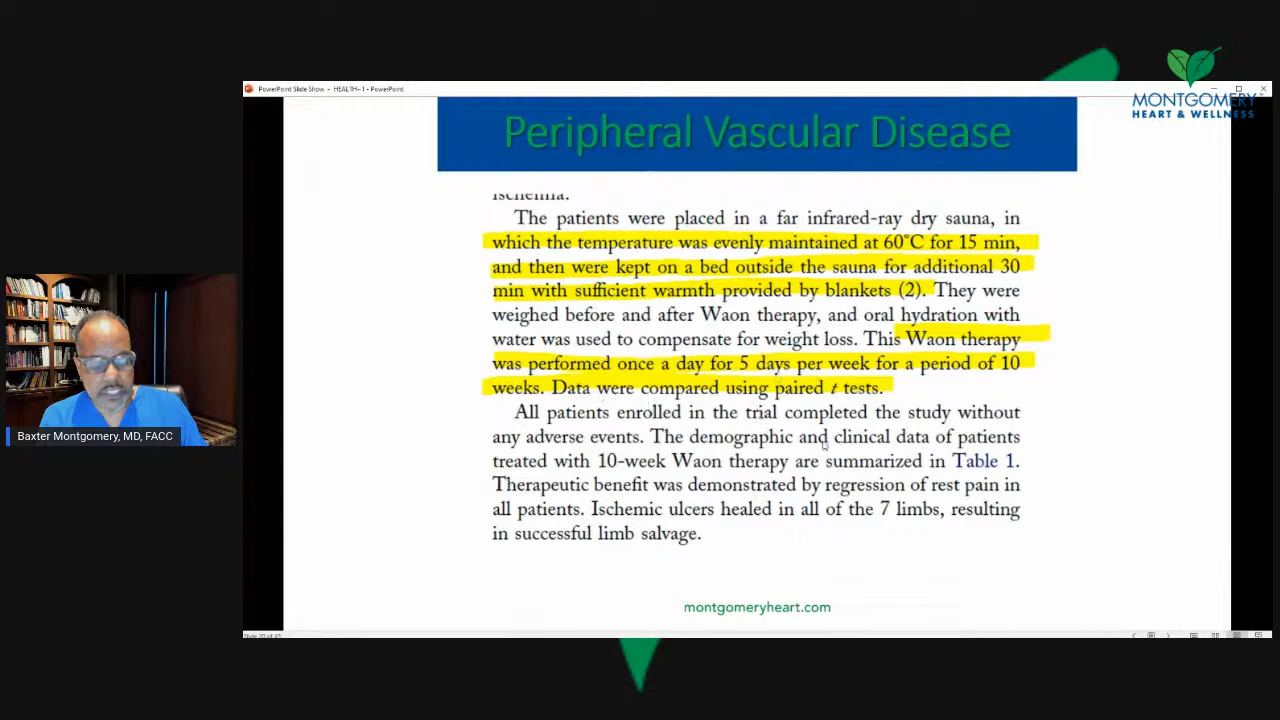 PowerPoint Slide Show - HEALTH~1 - PowerPoint
MONTGOMERY
HEART & WELLNESS
Peripheral Vascular Disease
ischemia.
The patients were placed in a far infrared-ray dry sauna, in
which the temperature was evenly maintained at 60°C for 15 min,
and then were kept on a bed outside the sauna for additional 30
min with sufficient warmth provided by blankets (2). They were
weighed before and after Waon therapy, and oral hydration with
water was used to compensate for weight loss. This Waon therapy
was performed once a day for 5 days per week for a period of 10
weeks. Data were compared using paired t tests.
All patients enrolled in the trial completed the study without
any adverse events. The demographic and clinical data of patients
treated with 10-week Waon therapy are summarized in Table 1.
Therapeutic benefit was demonstrated by regression of rest pain in
all patients. Ischemic ulcers healed in all of the 7 limbs, resulting
in successful limb salvage.
montgomeryheart.com
Baxter Montgomery, MD, FACC